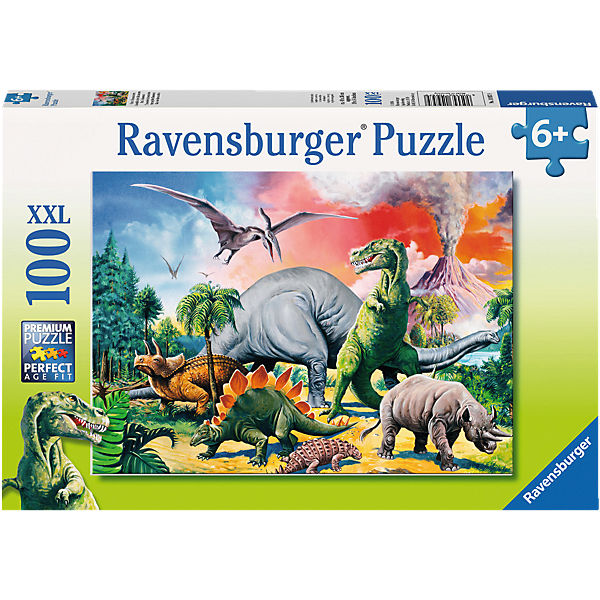 Ravensburger
Ravensburger® Puzzle
6+
XXL
100
PREMIUM
PUZZLE
PERFECT
AGE FIT
Ravensburger